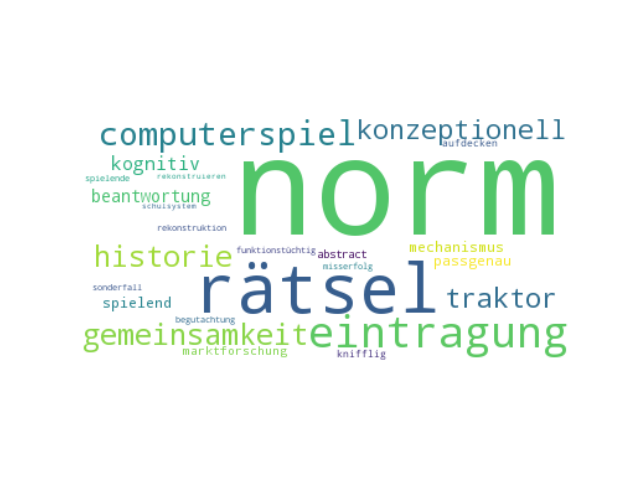 computerspiel konzeptionell
aufdecken
kognitiv norm
spielende rekonstruieren
beantwortung
schulsystem
rekonstruktion
historie funktionstüchtig abstract mechanismus
misserfolg passgenau
sonderfall rätsel traktor
spielend
begutachtung
gemeinsamkeit eintragung
marktforschung knifflig